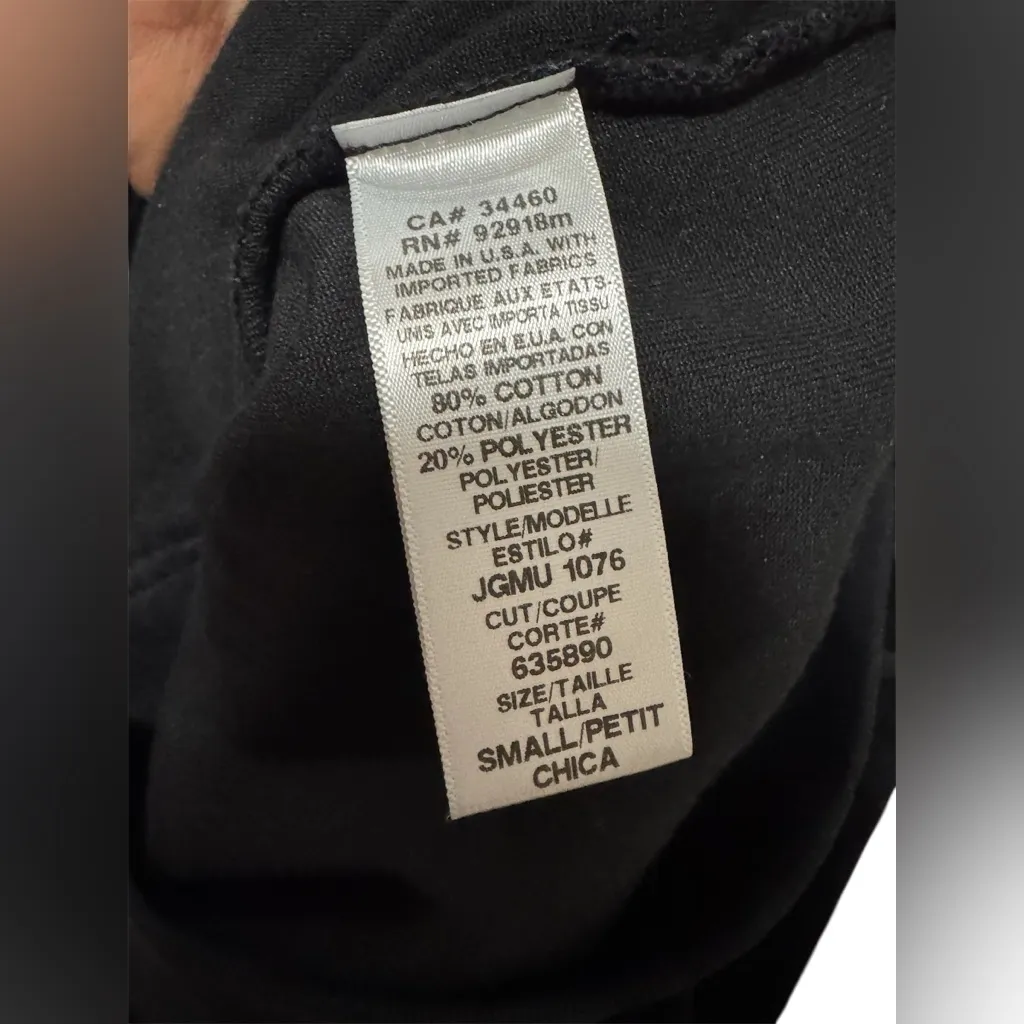 CA# 34460
RN# 92918m
MADE IN U.S.A. WITH
IMPORTED FABRICS
FABRIQUE AUX ETATS-
UNIS AVEC IMPORTA TISSU
HECHO EN E.U.A. CON
TELAS IMPORTADAS
80% COTTON
COTON/ALGODON
20% POLYESTER
POLYESTER/
POLIESTER
STYLE/MODELLE
ESTILO#
JGMU 1076
CUT/COUPE
CORTE#
635890
SIZE/TAILLE
TALLA
SMALL/PETIT
CHICA